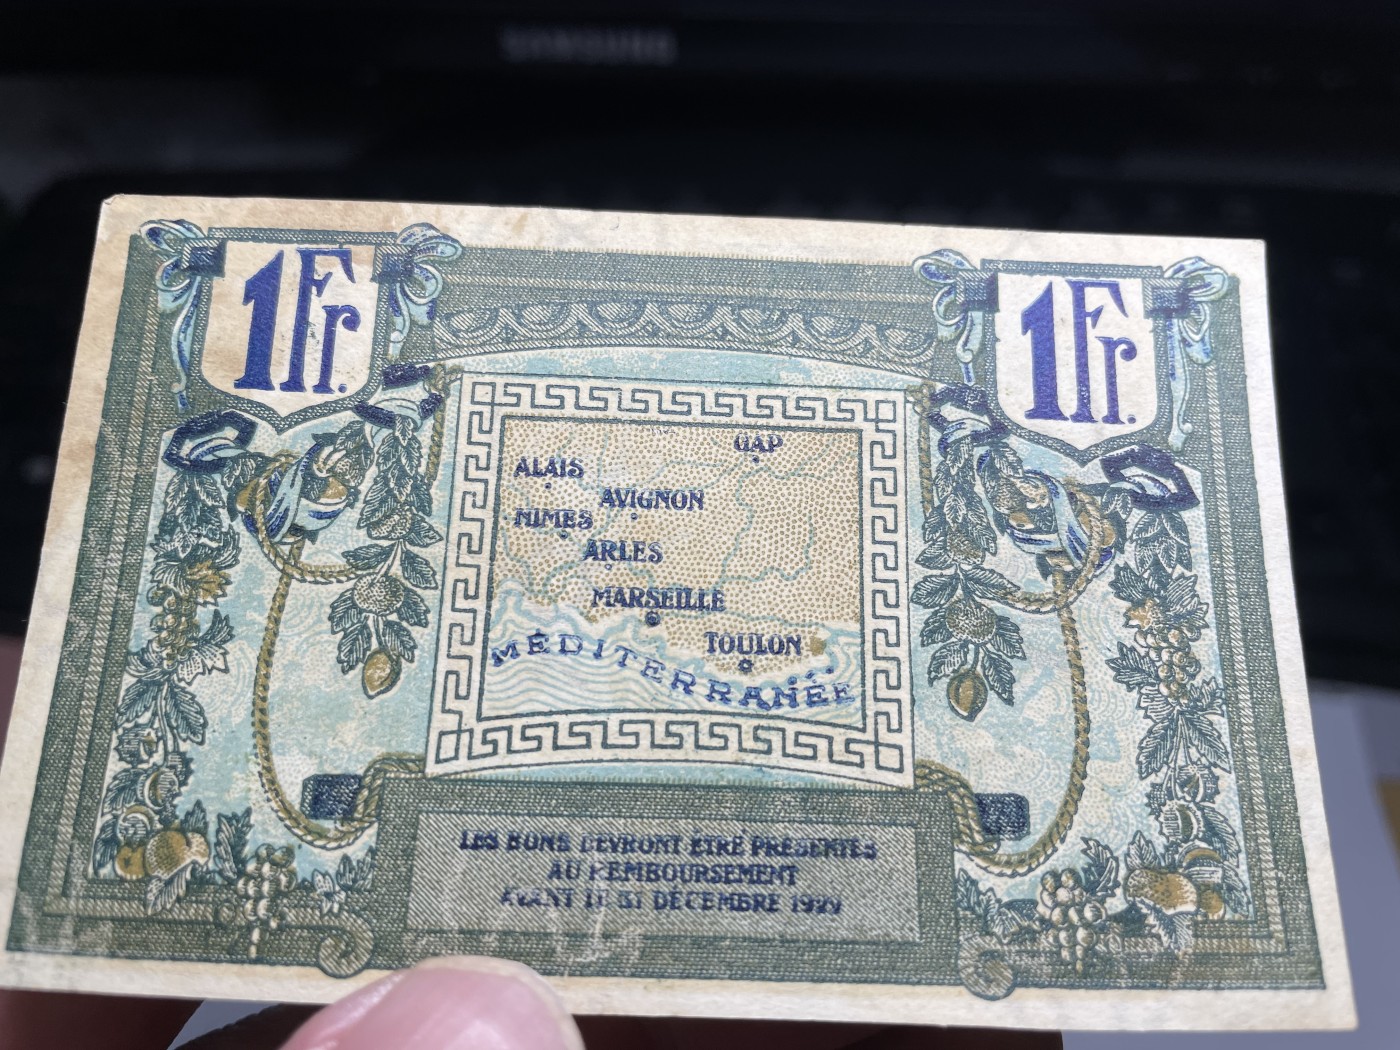 SAMSUNG
1Fr.
1Fr.
GAP
ALAIS
AVIGNON
NIMES
ARLES
MARSEILLE
TOULON
MÉDITERRANÉE
LES BONS DEVRONT ÊTRE PRÉSENTÉS
AU REMBOURSEMENT
AVANT LE 31 DÉCEMBRE